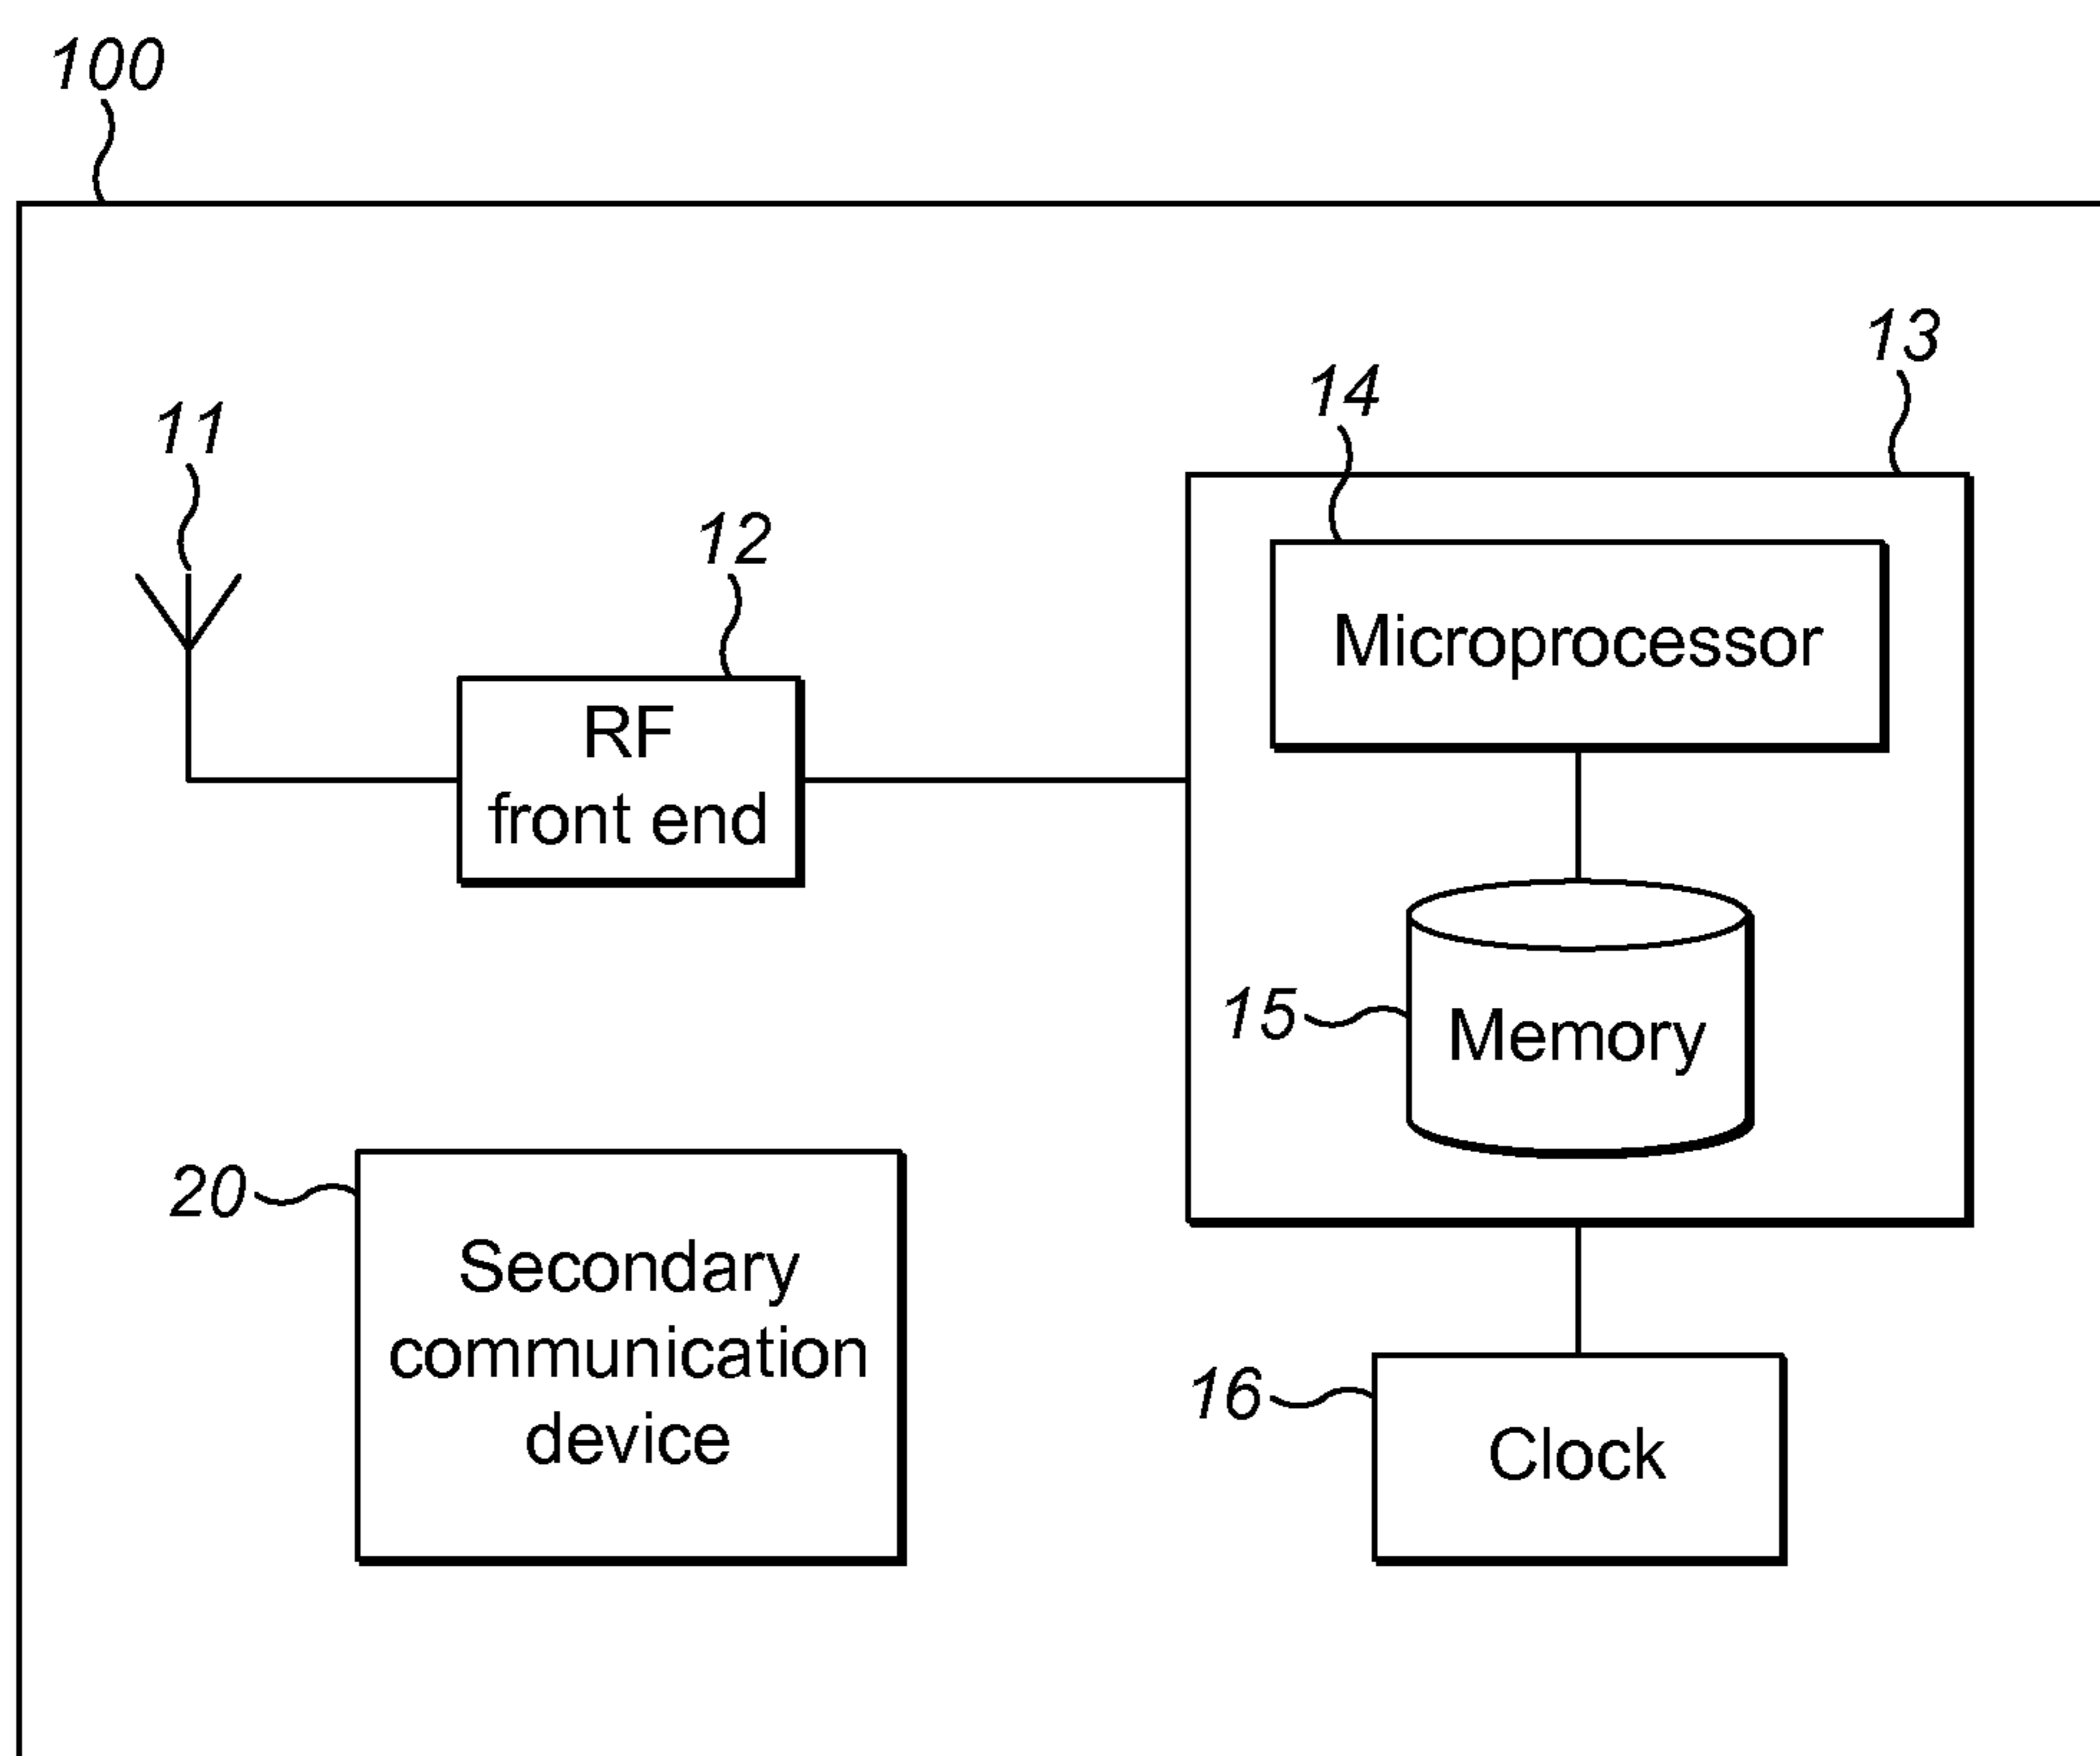 100
11
12
13
14
RF
front end
Microprocessor
15
Memory
20
Secondary
communication
device
16
Clock